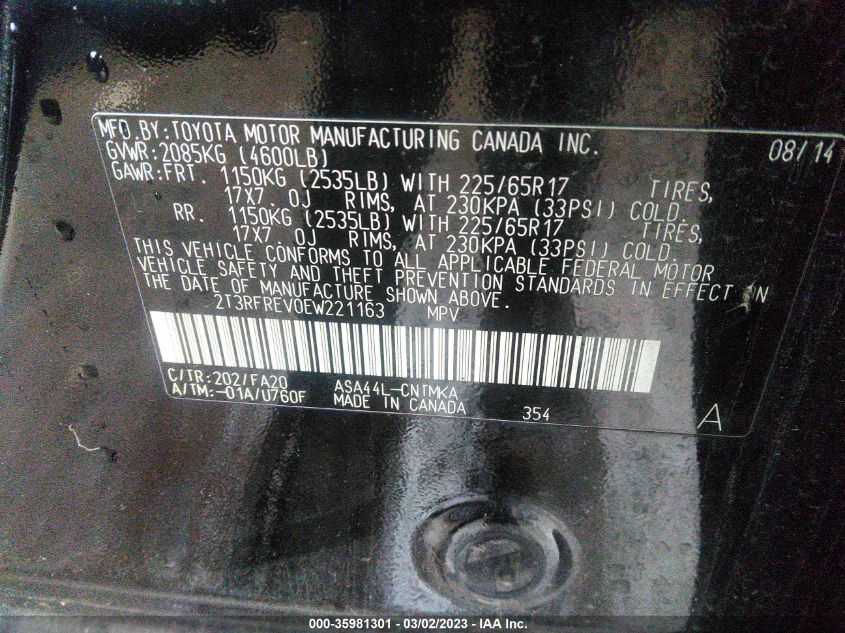 MFD.BY:TOYOTA MOTOR MANUFACTURING CANADA INC. 08/14
GVWR:2085KG (4600LB)
GAWR:FRT. 1150KG (2535LB) WITH 225/65R17 TIRES,
17X7.0J RIMS, AT 230KPA (33PSI) COLD.
RR. 1150KG (2535LB) WITH 225/65R17 TIRES,
17X7.0J RIMS, AT 230KPA (33PSI) COLD.
THIS VEHICLE CONFORMS TO ALL APPLICABLE FEDERAL MOTOR
VEHICLE SAFETY AND THEFT PREVENTION STANDARDS IN EFFECT IN
THE DATE OF MANUFACTURE SHOWN ABOVE.
2T3RFREV0EW221163 MPV
C/TR:202/FA20 ASA44L-CNTMKA
A/TM:-01A/U760F MADE IN CANADA 354 A
000-35981301 - 03/02/2023 - IAA Inc.